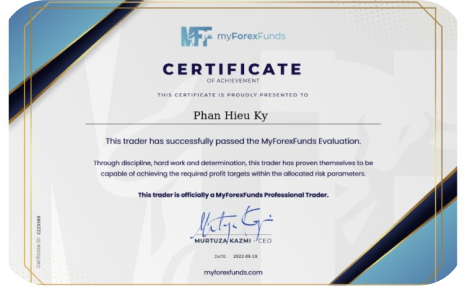 MFF myForexFunds
CERTIFICATE
OF ACHIEVEMENT
THIS CERTIFICATE IS PROUDLY PRESENTED TO
Phan Hieu Ky
This trader has successfully passed the MyForexFunds Evaluation.
Through discipline, hard work and determination, this trader has proven themselves to be
capable of achieving the required profit targets within the allocated risk parameters.
This trader is officially a MyForexFunds Professional Trader.
MURTUZA KAZMI - CEO
DATE 2022-09-19
myforexfunds.com
Certificate ID: